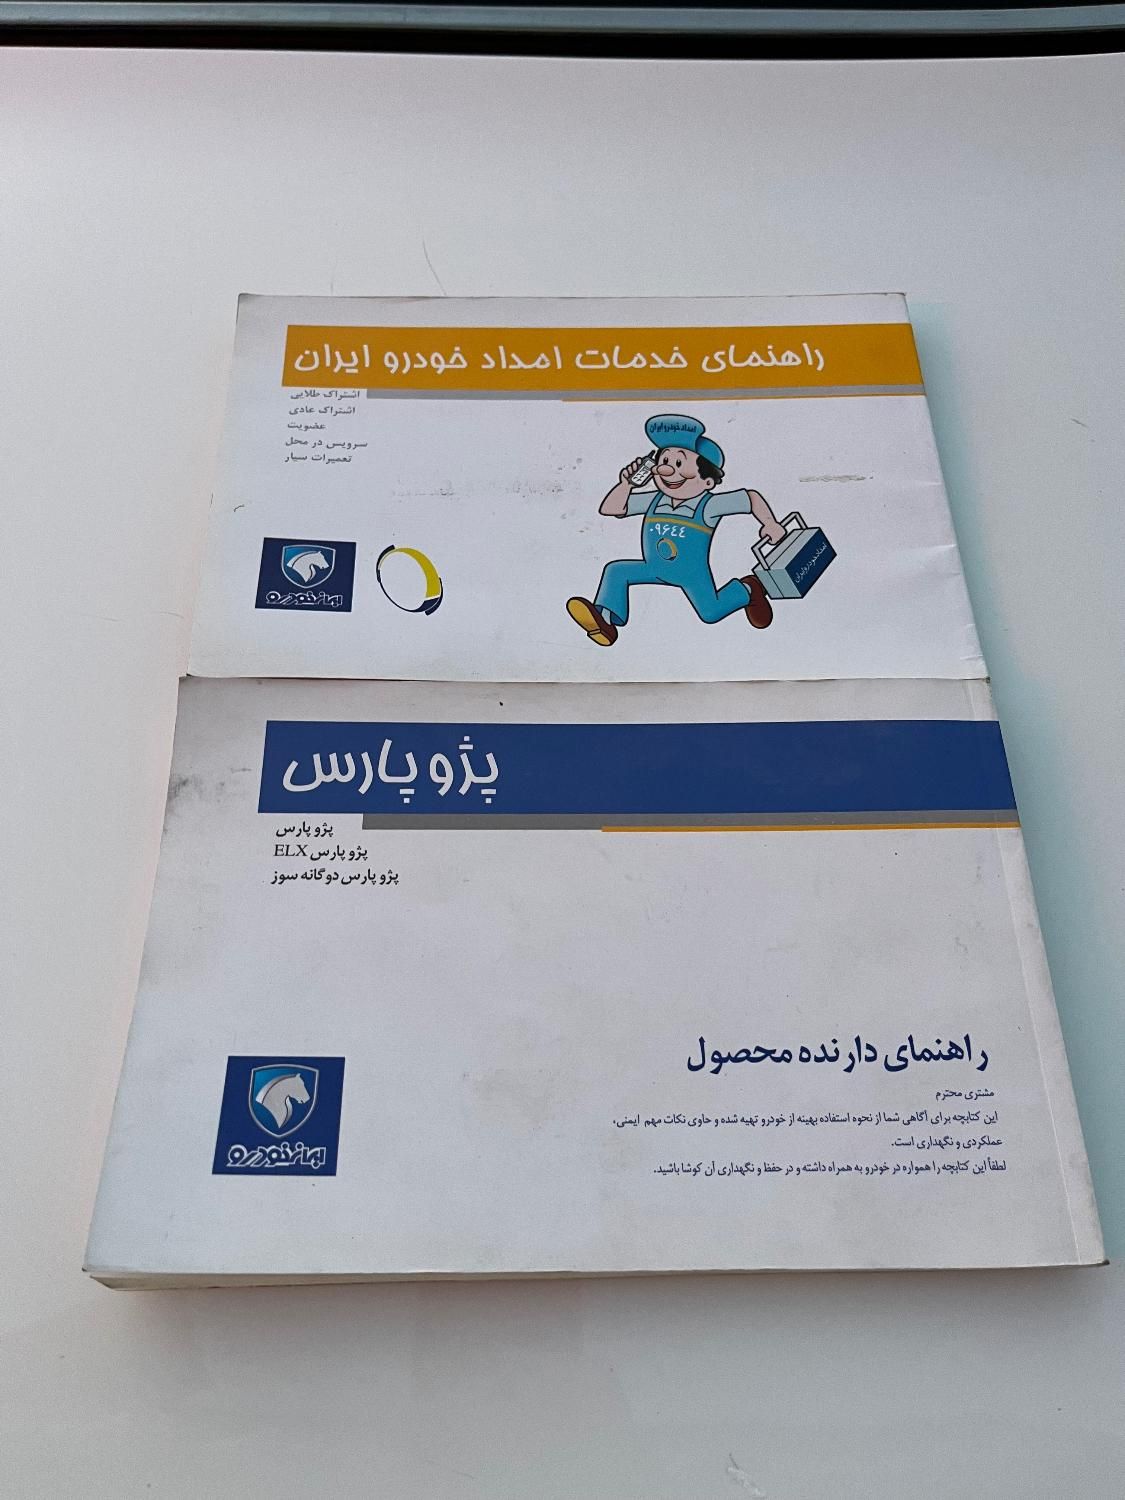 راهنمای خدمات امداد خودرو ایران
اشتراک طلایی
اشتراک عادی
عضویت
سرویس در محل
تعمیرات سیار
امداد خودرو ایران
۰۹۶۴۴
امداد خودرو ایران
ایران خودرو
پژو پارس
پژو پارس
پژو پارس ELX
پژو پارس دوگانه سوز
راهنمای دارنده محصول
مشتری محترم
این کتابچه برای آگاهی شما از نحوه استفاده بهینه از خودرو تهیه شده و حاوی نکات مهم ایمنی،
عملکردی و نگهداری است.
لطفاً این کتابچه را همواره در خودرو به همراه داشته و در حفظ و نگهداری آن کوشا باشید.
ایران خودرو